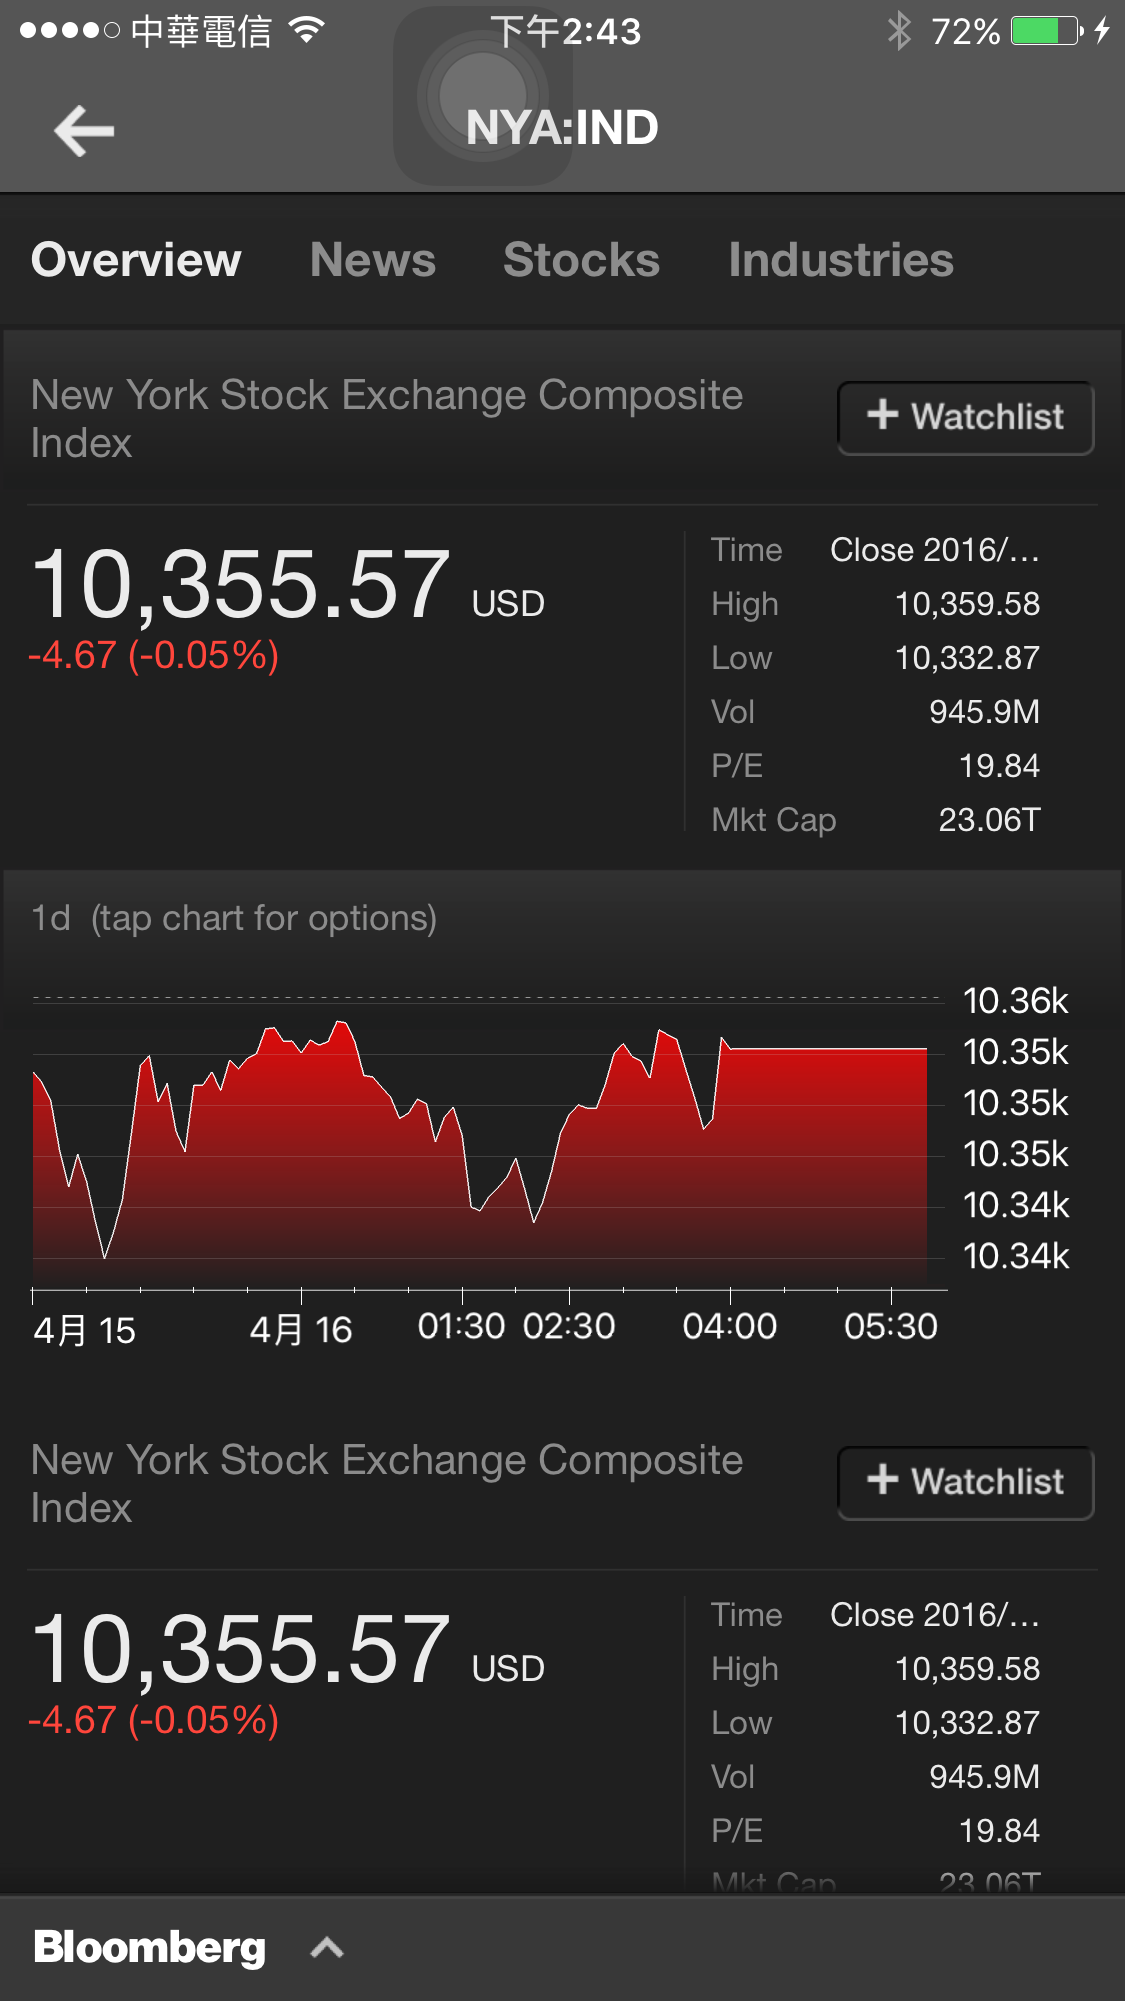 中華電信 下午2:43 72%
NYA:IND
Overview News Stocks Industries
New York Stock Exchange Composite
Index
+ Watchlist
10,355.57 USD
-4.67 (-0.05%)
Time Close 2016/...
High 10,359.58
Low 10,332.87
Vol 945.9M
P/E 19.84
Mkt Cap 23.06T
1d (tap chart for options)
10.36k
10.35k
10.35k
10.35k
10.34k
10.34k
4月 15 4月 16 01:30 02:30 04:00 05:30
New York Stock Exchange Composite
Index
+ Watchlist
10,355.57 USD
-4.67 (-0.05%)
Time Close 2016/...
High 10,359.58
Low 10,332.87
Vol 945.9M
P/E 19.84
Mkt Cap 23.06T
Bloomberg